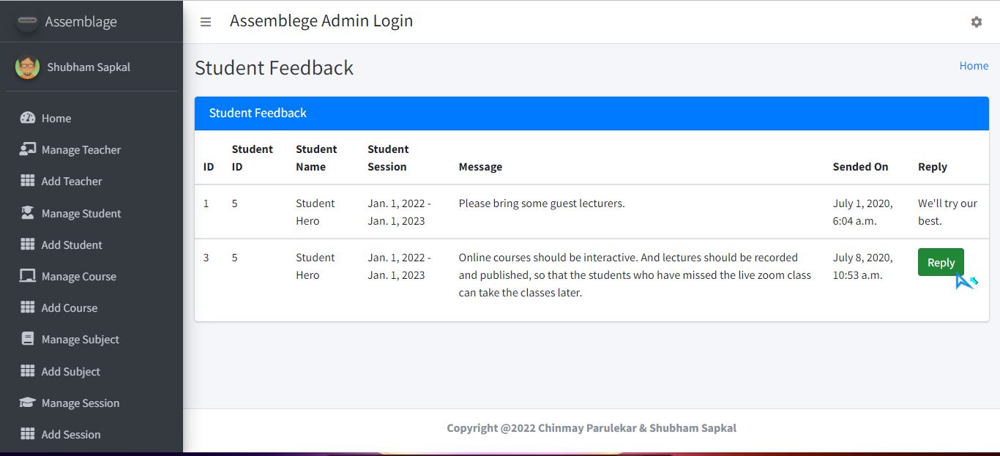 Assemblage
Assemblege Admin Login
Shubham Sapkal
Home
Manage Teacher
Add Teacher
Manage Student
Add Student
Manage Course
Add Course
Manage Subject
Add Subject
Manage Session
Add Session
Student Feedback
Home
Student Feedback
ID
Student
ID
Student
Name
Student
Session
Message
Sended On
Reply
1
5
Student
Hero
Jan. 1, 2022 -
Jan. 1, 2023
Please bring some guest lecturers.
July 1, 2020,
6:04 a.m.
We'll try our
best.
3
5
Student
Hero
Jan. 1, 2022 -
Jan. 1, 2023
Online courses should be interactive. And lectures should be recorded
and published, so that the students who have missed the live zoom class
can take the classes later.
July 8, 2020,
10:53 a.m.
Reply
Copyright @2022 Chinmay Parulekar & Shubham Sapkal